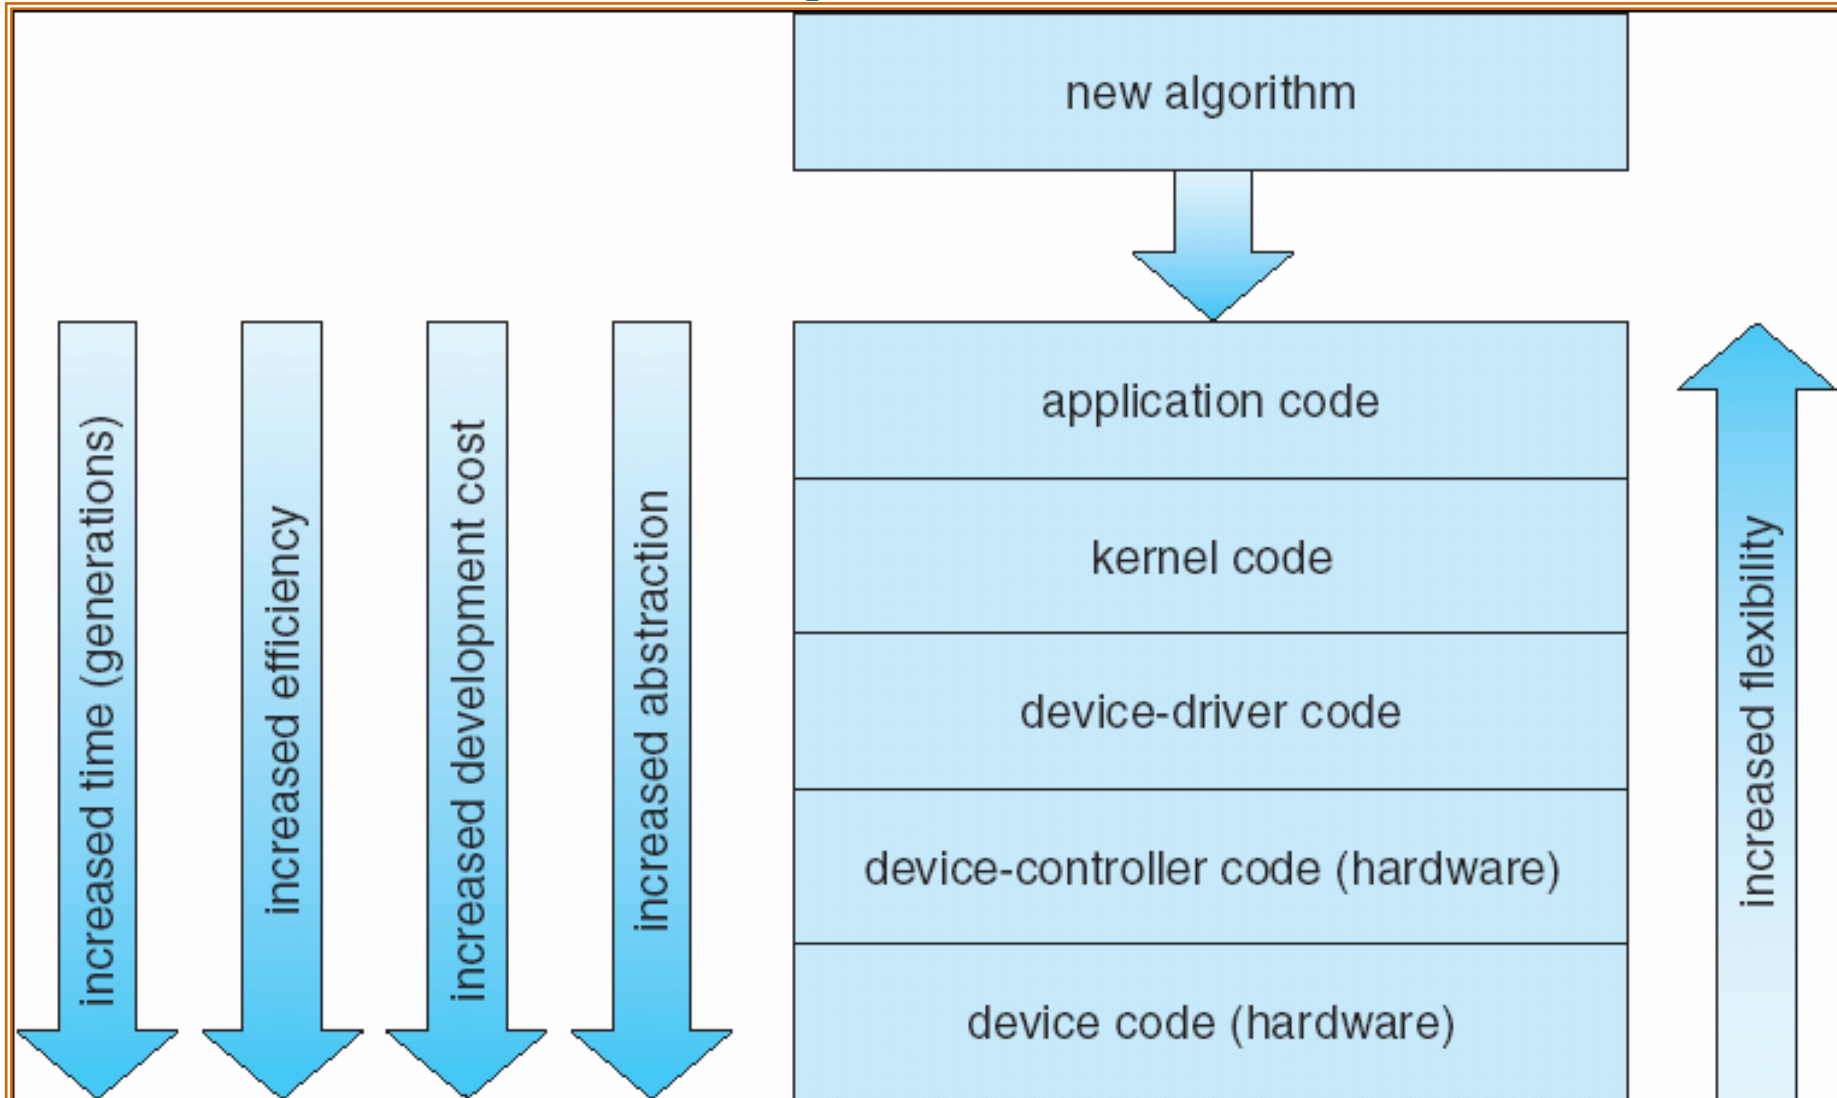 new algorithm
increased time (generations)
increased efficiency
increased development cost
increased abstraction
application code
kernel code
device-driver code
device-controller code (hardware)
device code (hardware)
increased flexibility